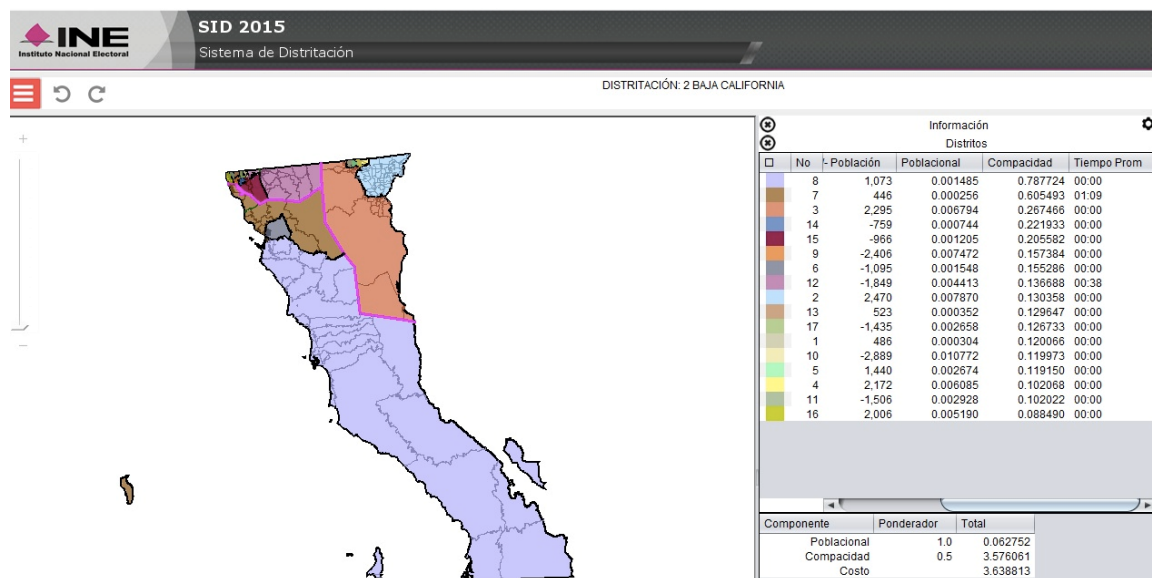 INE
Instituto Nacional Electoral
SID 2015
Sistema de Distritación
DISTRITACIÓN: 2 BAJA CALIFORNIA
Información
Distritos
No /- Población Poblacional Compacidad Tiempo Prom
8 1,073 0.001485 0.787724 00:00
7 446 0.000256 0.605493 01:09
3 2,295 0.006794 0.267466 00:00
14 -759 0.000744 0.221933 00:00
15 -966 0.001205 0.205582 00:00
9 -2,406 0.007472 0.157384 00:00
6 -1,095 0.001548 0.155286 00:00
12 -1,849 0.004413 0.136688 00:38
2 2,470 0.007870 0.130358 00:00
13 523 0.000352 0.129647 00:00
17 -1,435 0.002658 0.126733 00:00
1 486 0.000304 0.120066 00:00
10 -2,889 0.010772 0.119973 00:00
5 1,440 0.002674 0.119150 00:00
4 2,172 0.006085 0.102068 00:00
11 -1,506 0.002928 0.102022 00:00
16 2,006 0.005190 0.088490 00:00
Componente Ponderador Total
Poblacional 1.0 0.062752
Compacidad 0.5 3.576061
Costo 3.638813